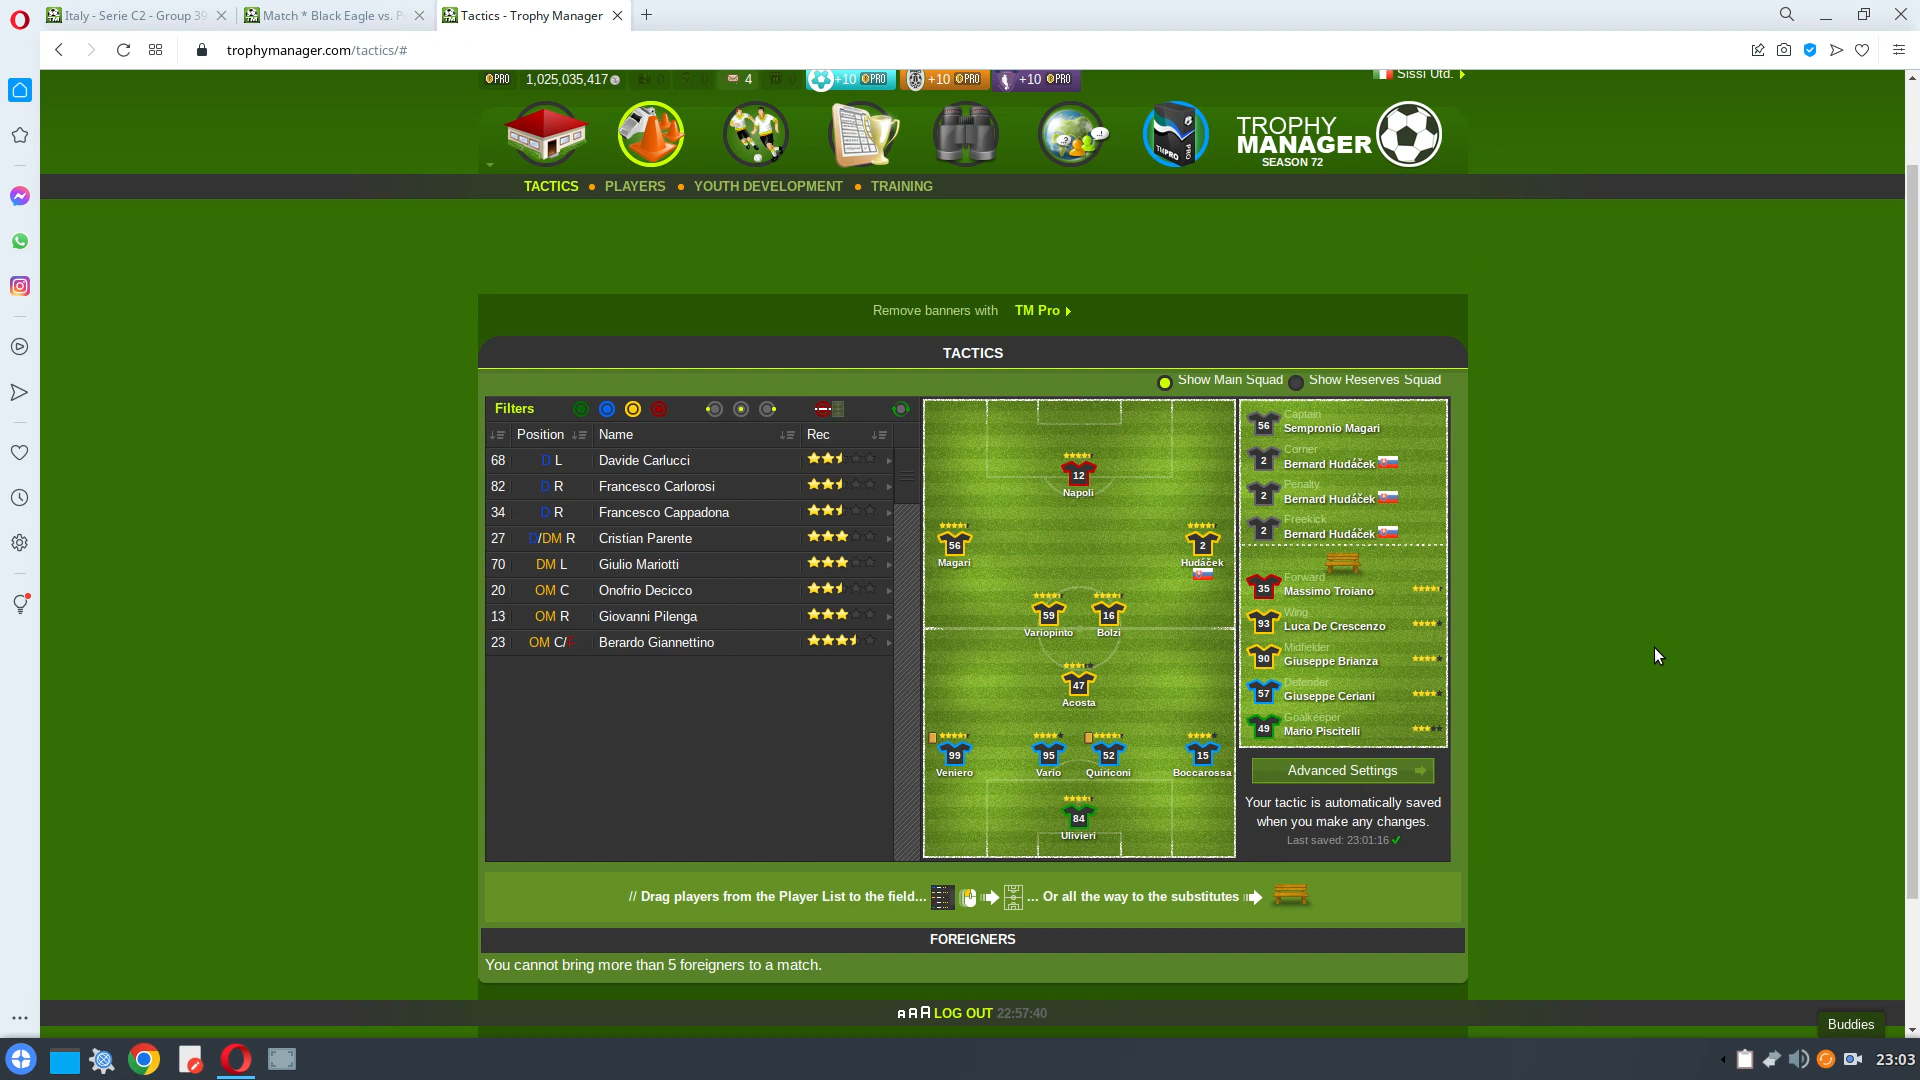 Italy - Serie C2 - Group 39
Match * Black Eagle vs. P
Tactics - Trophy Manager
trophymanager.com/tactics/#
PRO 1,025,035,417 0 0 4 0 +10 PRO +10 PRO +10 PRO
Sissi Utd.
TROPHY
MANAGER
SEASON 72
TACTICS PLAYERS YOUTH DEVELOPMENT TRAINING
Remove banners with TM Pro
TACTICS
Show Main Squad Show Reserves Squad
Filters
Position Name Rec
68 D L Davide Carlucci
82 D R Francesco Carlorosi
34 D R Francesco Cappadona
27 D/DM R Cristian Parente
70 DM L Giulio Mariotti
20 OM C Onofrio Decicco
13 OM R Giovanni Pilenga
23 OM C/F Berardo Giannettino
12
Napoli
56 2
Magari Hudáček
59 16
Variopinto Bolzi
47
Acosta
99 95 52 15
Veniero Vario Quiriconi Boccarossa
84
Ulivieri
Captain
56 Sempronio Magari
Corner
2 Bernard Hudáček
Penalty
2 Bernard Hudáček
Freekick
2 Bernard Hudáček
Forward
35 Massimo Troiano
Wing
93 Luca De Crescenzo
Midfielder
90 Giuseppe Brianza
Defender
57 Giuseppe Ceriani
Goalkeeper
49 Mario Piscitelli
Advanced Settings
Your tactic is automatically saved
when you make any changes.
Last saved: 23:01:16
// Drag players from the Player List to the field... ... Or all the way to the substitutes
FOREIGNERS
You cannot bring more than 5 foreigners to a match.
A A A LOG OUT 22:57:40
Buddies
23:03